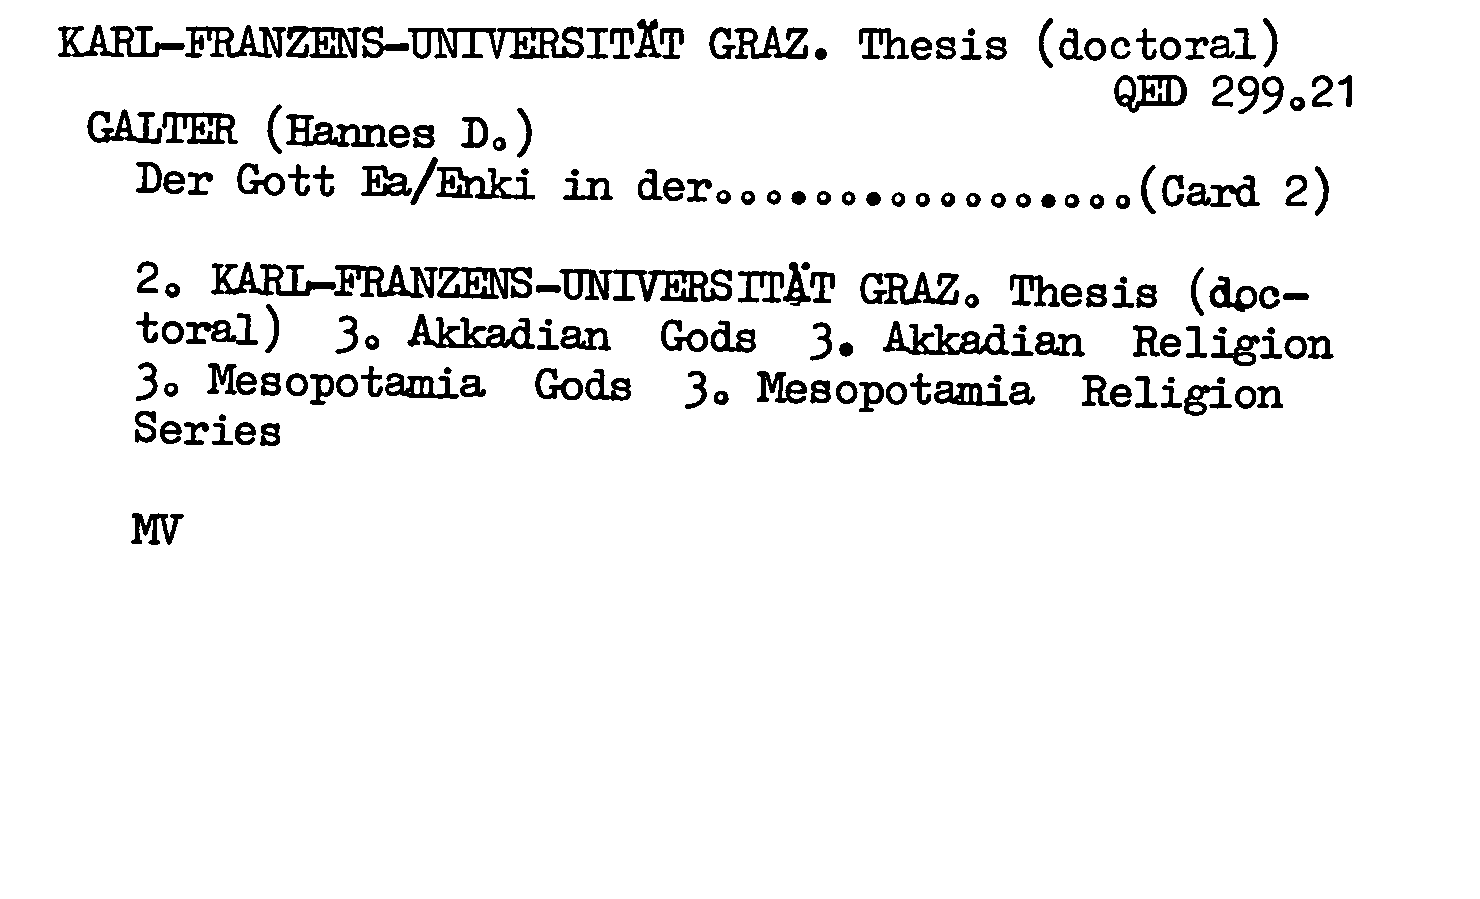 KARL-FRANZENS-UNIVERSITÄT GRAZ. Thesis (doctoral)
QED 299.21
GALTER (Hannes D.)
Der Gott Ea/Enki in der.................(Card 2)
2. KARL-FRANZENS-UNIVERSITÄT GRAZ. Thesis (doc-
toral) 3. Akkadian Gods 3. Akkadian Religion
3. Mesopotamia Gods 3. Mesopotamia Religion
Series
MV